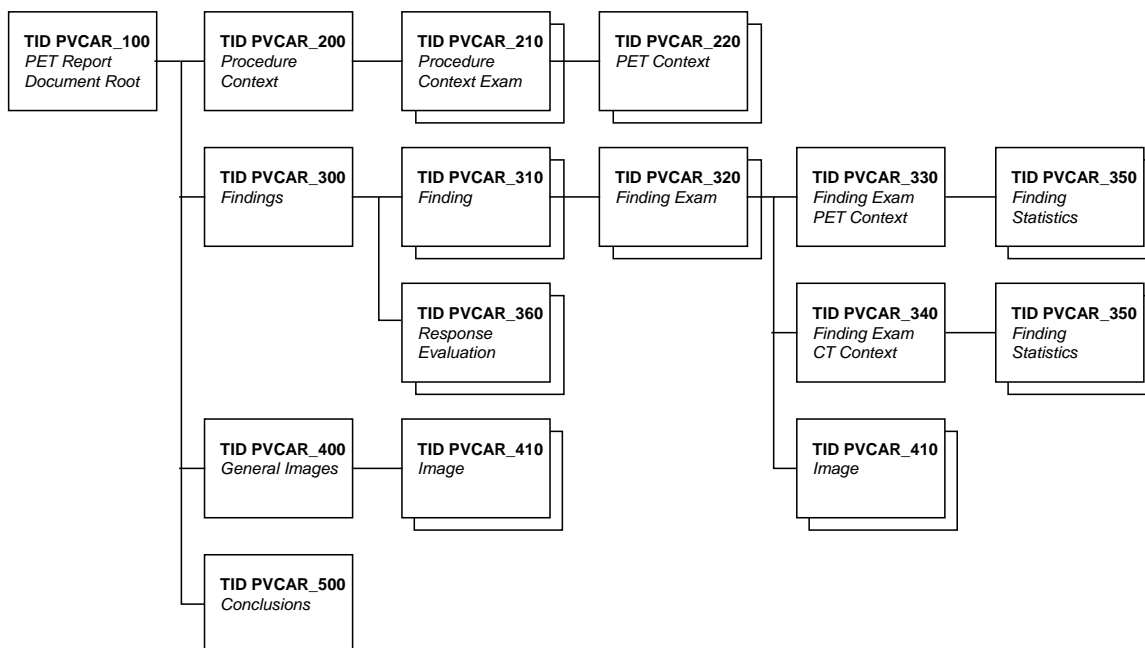 TID PVCAR_100
PET Report
Document Root
TID PVCAR_200
Procedure
Context
TID PVCAR_210
Procedure
Context Exam
TID PVCAR_220
PET Context
TID PVCAR_300
Findings
TID PVCAR_310
Finding
TID PVCAR_320
Finding Exam
TID PVCAR_330
Finding Exam
PET Context
TID PVCAR_350
Finding
Statistics
TID PVCAR_360
Response
Evaluation
TID PVCAR_340
Finding Exam
CT Context
TID PVCAR_350
Finding
Statistics
TID PVCAR_400
General Images
TID PVCAR_410
Image
TID PVCAR_410
Image
TID PVCAR_500
Conclusions